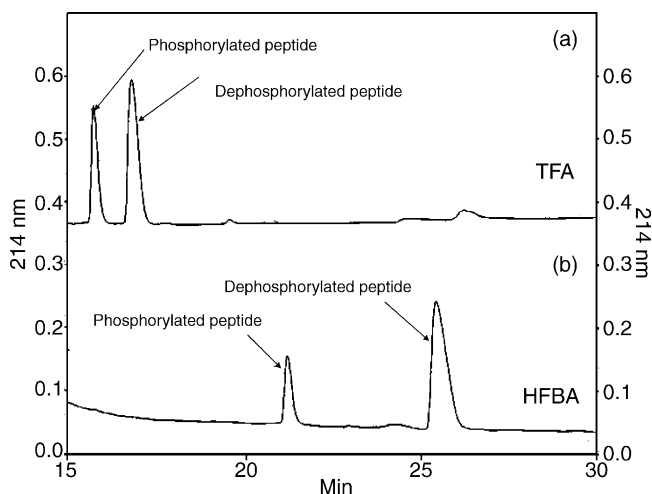 (a)
Phosphorylated peptide
Dephosphorylated peptide
TFA
0.6
0.5
0.4
0.3
0.2
0.1
0.0
214 nm
0.6
0.5
0.4
0.3
0.2
0.1
0.0
214 nm
(b)
Dephosphorylated peptide
Phosphorylated peptide
HFBA
15
20
25
30
Min